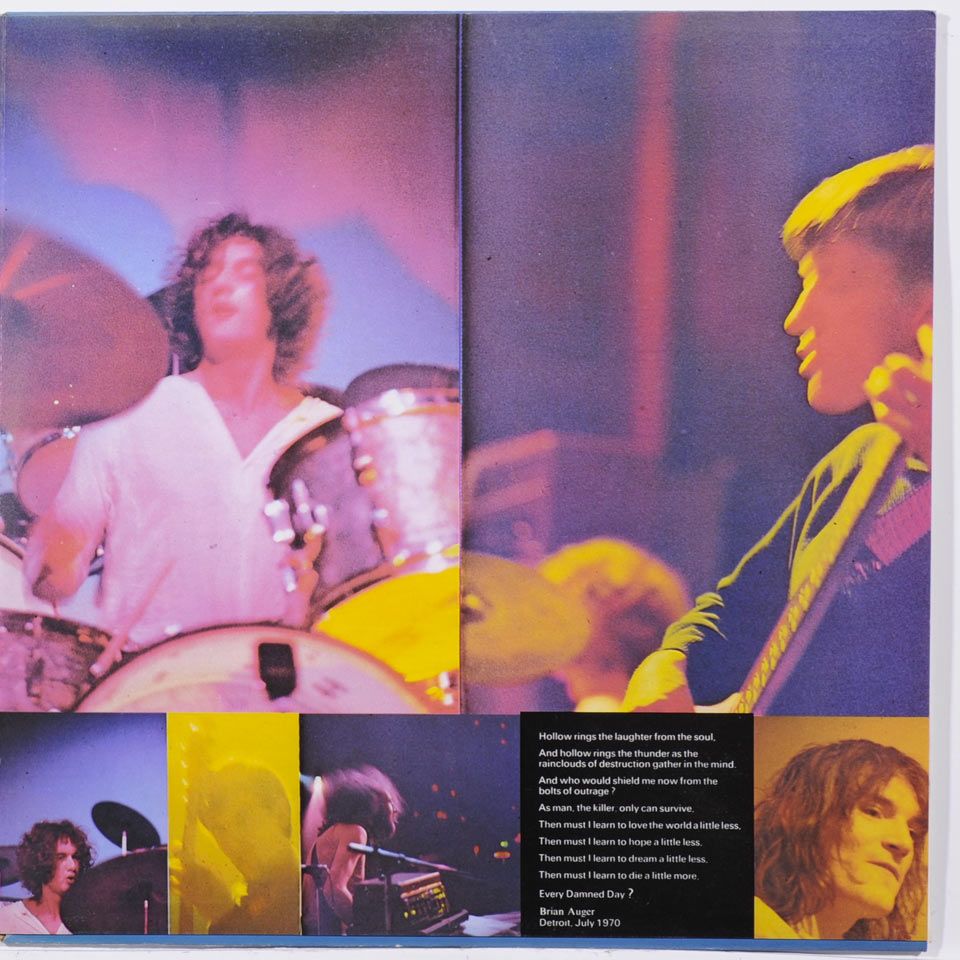 Hollow rings the laughter from the soul,
And hollow rings the thunder as the
rainclouds of destruction gather in the mind.
And who would shield me now from the
bolts of outrage ?
As man, the killer, only can survive,
Then must I learn to love the world a little less,
Then must I learn to hope a little less.
Then must I learn to dream a little less,
Then must I learn to die a little more,
Every Damned Day ?
Brian Auger
Detroit, July 1970